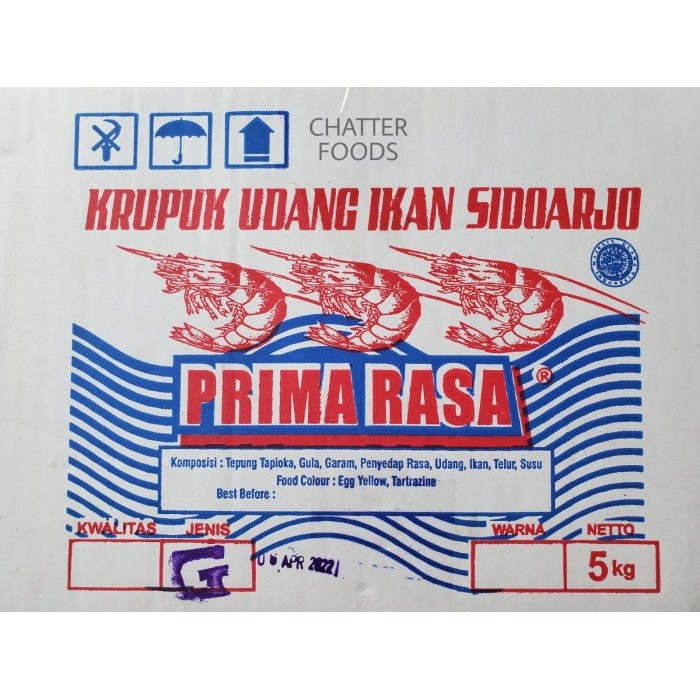 CHATTER
FOODS
KRUPUK UDANG IKAN SIDOARJO
PRIMA RASA ®
Komposisi : Tepung Tapioka, Gula, Garam, Penyedap Rasa, Udang, Ikan, Telur, Susu
Food Colour : Egg Yellow, Tartrazine
Best Before :
KWALITAS JENIS WARNA NETTO
G 5 kg
APR 2022